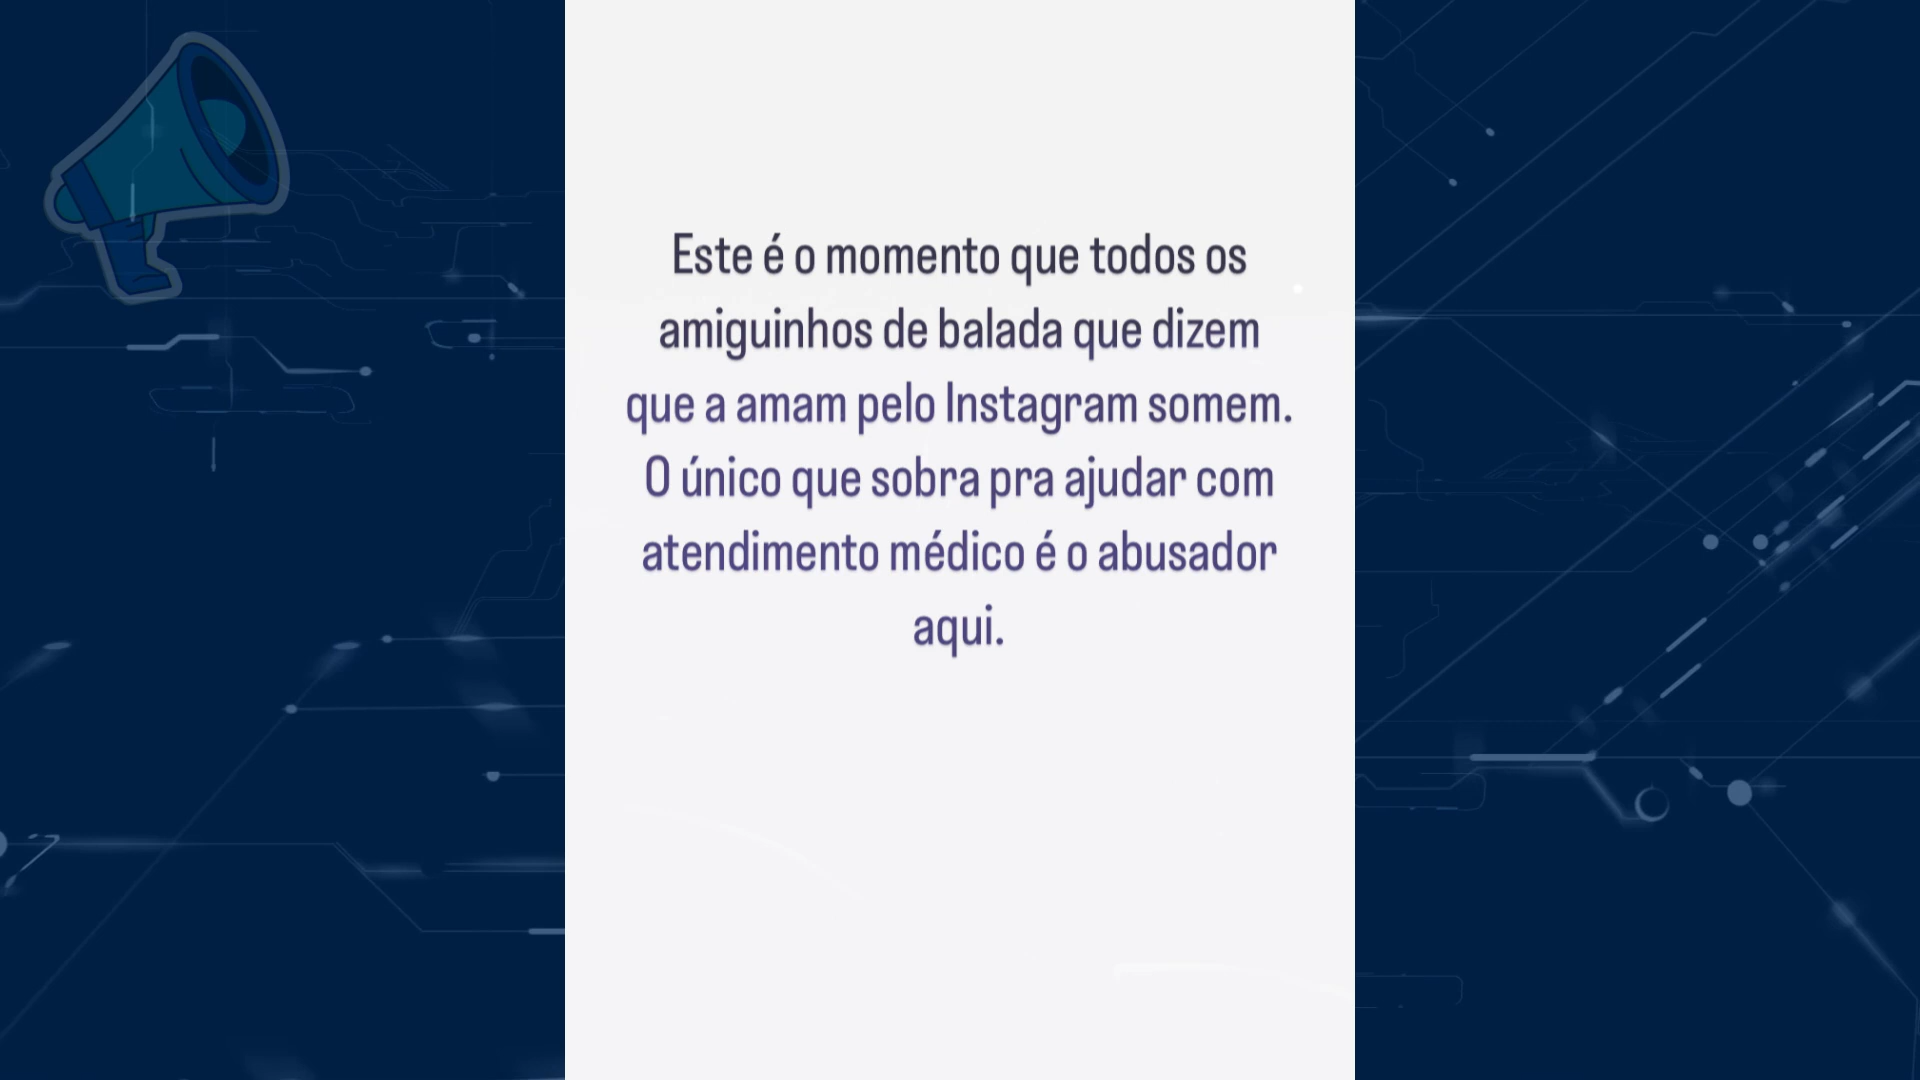 Este é o momento que todos os
amiguinhos de balada que dizem
que a amam pelo Instagram somem.
O único que sobra pra ajudar com
atendimento médico é o abusador
aqui.